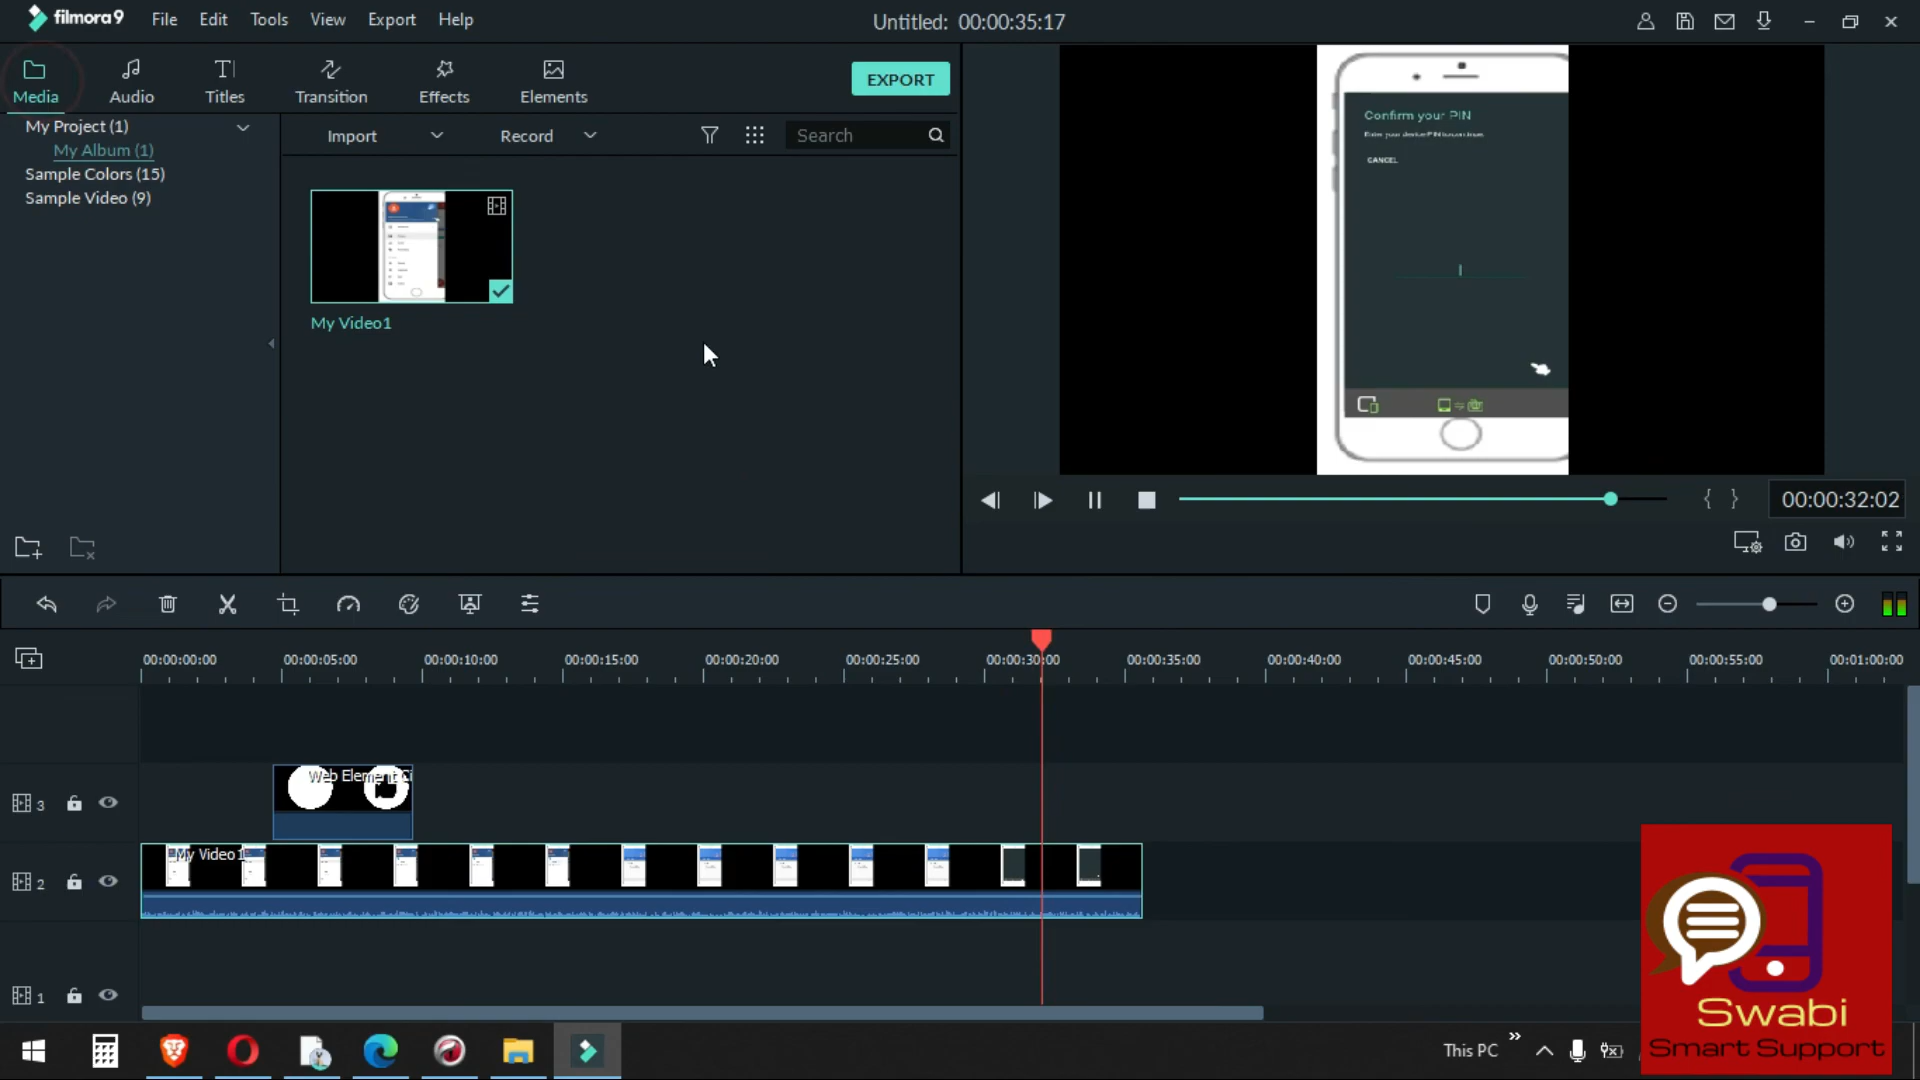 filmora9 File Edit Tools View Export Help Untitled: 00:00:35:17
Media Audio Titles Transition Effects Elements EXPORT
My Project (1)
My Album (1)
Sample Colors (15)
Sample Video (9)
Import Record Search
My Video1
Confirm your PIN
CANCEL
00:00:32:02
00:00:00:00 00:00:05:00 00:00:10:00 00:00:15:00 00:00:20:00 00:00:25:00 00:00:30:00 00:00:35:00 00:00:40:00 00:00:45:00 00:00:50:00 00:00:55:00 00:01:00:00
3 Web Element Ci
2 My Video1
1
Swabi
Smart Support
This PC